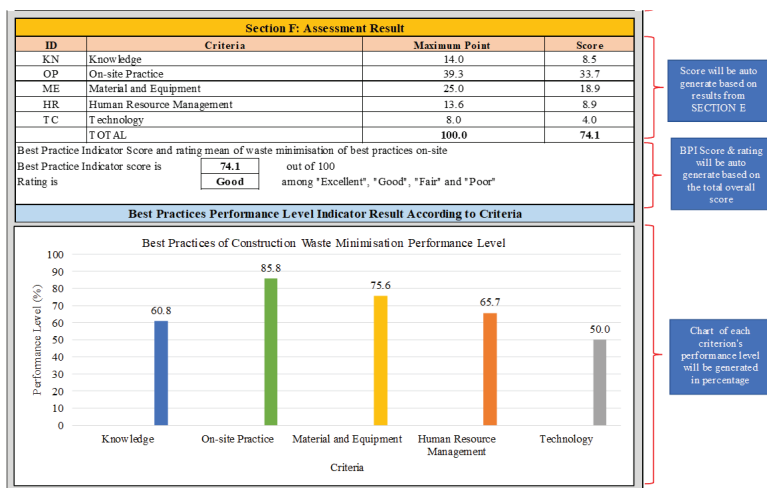 Section F: Assessment Result
ID Criteria Maximum Point Score
KN Knowledge 14.0 8.5
OP On-site Practice 39.3 33.7
ME Material and Equipment 25.0 18.9
HR Human Resource Management 13.6 8.9
TC Technology 8.0 4.0
TOTAL 100.0 74.1
Best Practice Indicator Score and rating mean of waste minimisation of best practices on-site
Best Practice Indicator score is 74.1 out of 100
Rating is Good among "Excellent", "Good", "Fair" and "Poor"
Best Practices Performance Level Indicator Result According to Criteria
Best Practices of Construction Waste Minimisation Performance Level
Performance Level (%)
100
90
80
70
60
50
40
30
20
10
0
60.8
85.8
75.6
65.7
50.0
Knowledge On-site Practice Material and Equipment Human Resource Technology
Management
Criteria
Score will be auto
generate based on
results from
SECTION E
BPI Score & rating
will be auto
generate based on
the total overall
score
Chart of each
criterion's
performance level
will be generated
in percentage